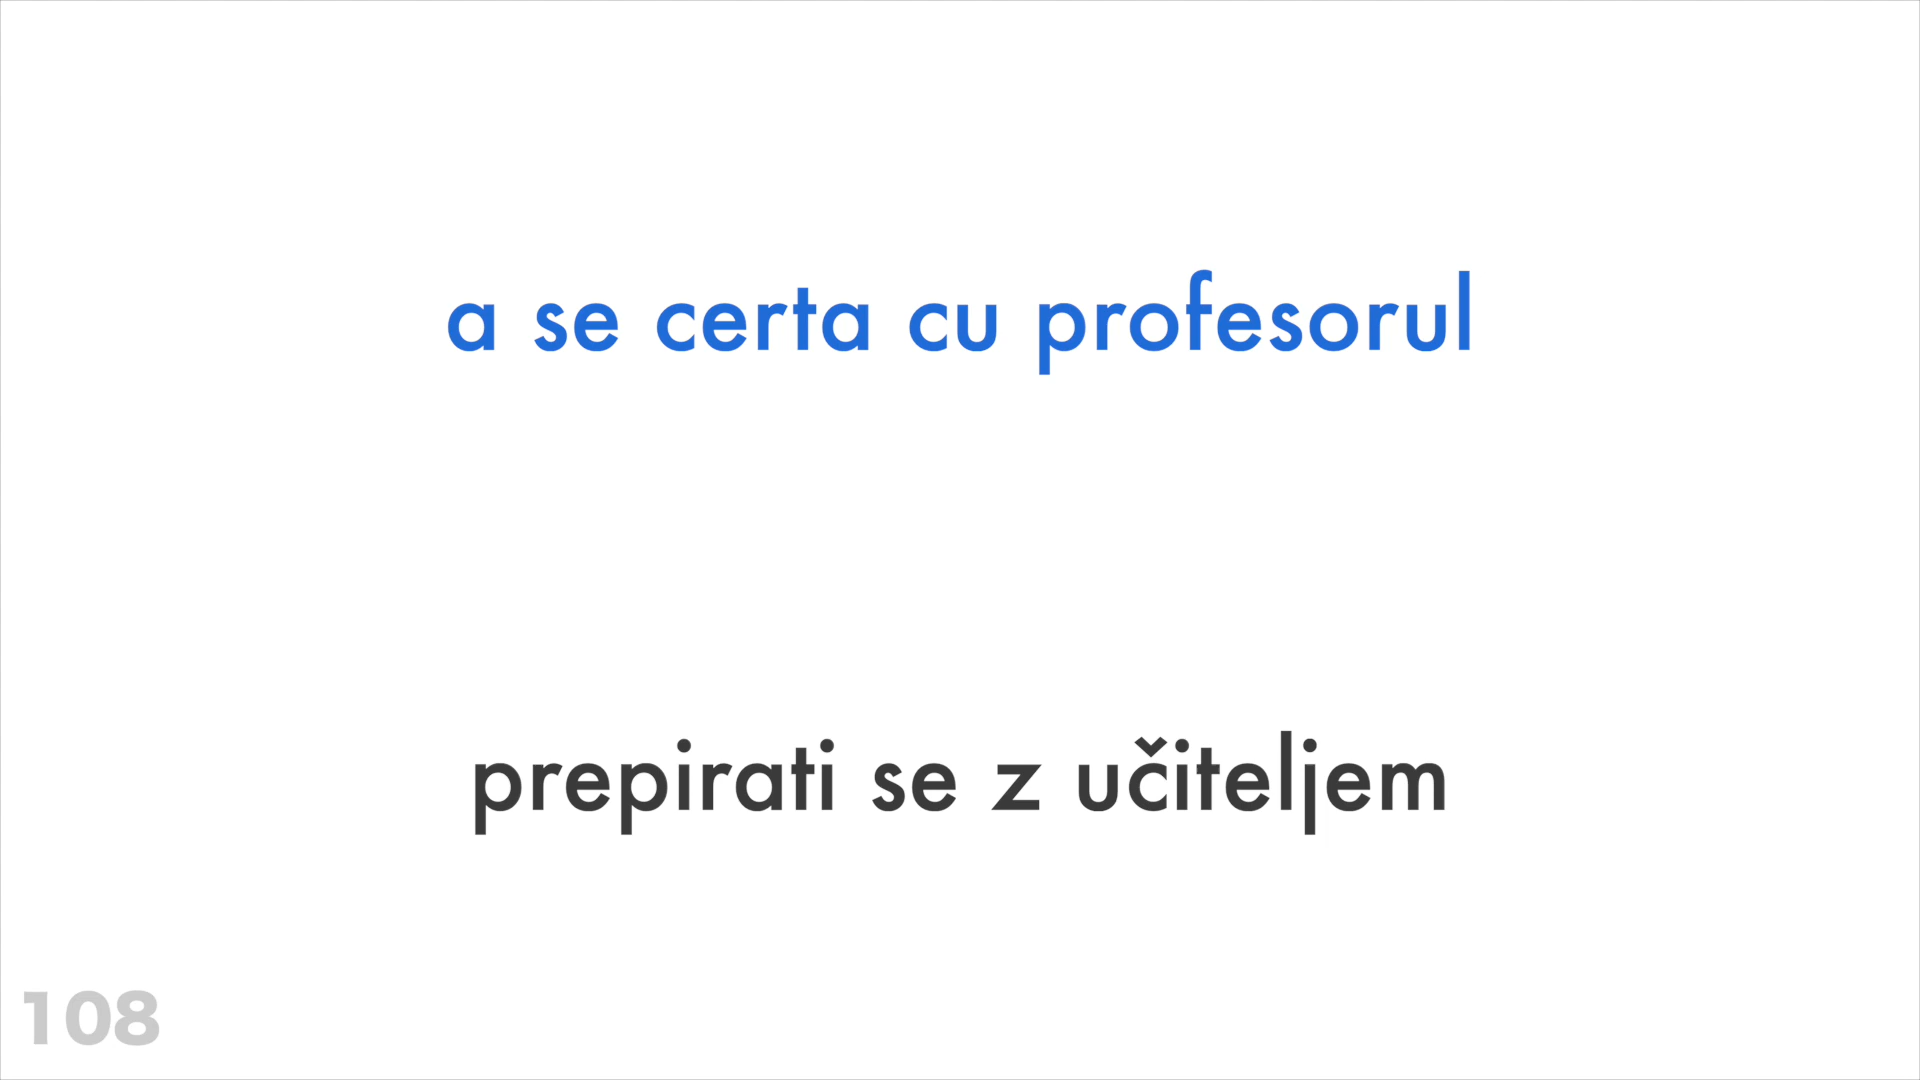 a se certa cu profesorul
prepirati se z učiteljem
108